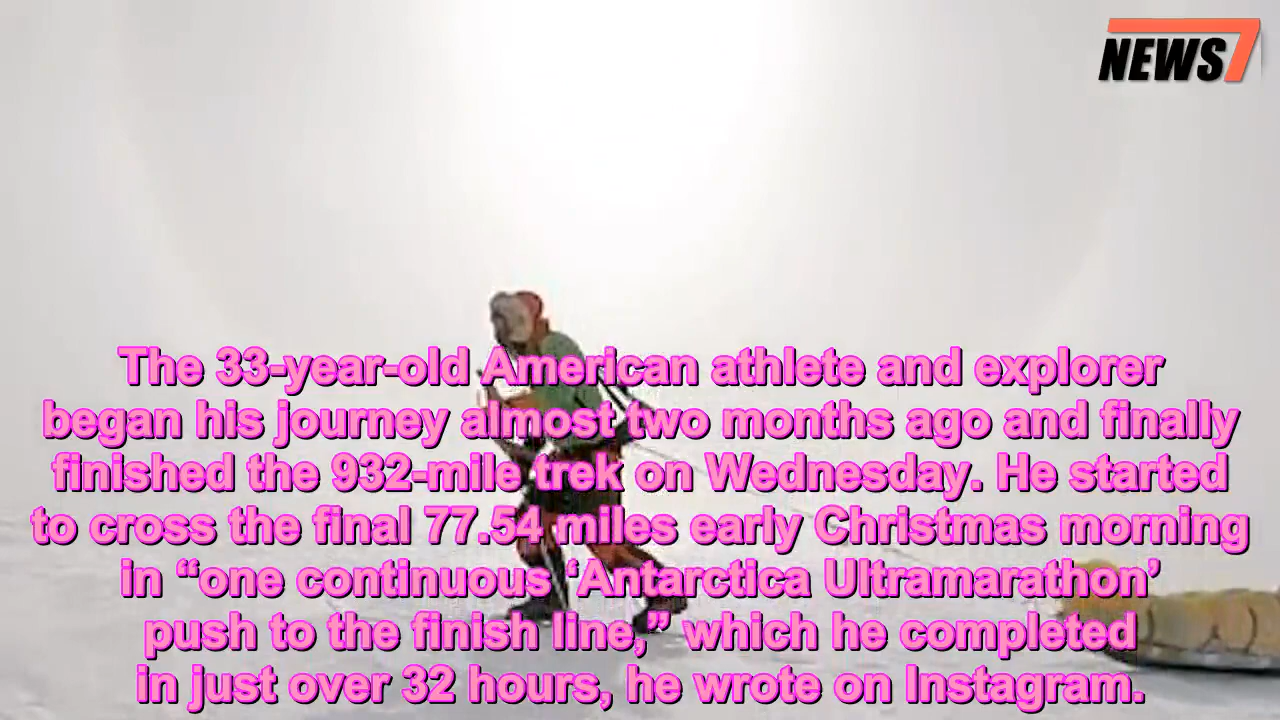 NEWS7
The 33-year-old American athlete and explorer
began his journey almost two months ago and finally
finished the 932-mile trek on Wednesday. He started
to cross the final 77.54 miles early Christmas morning
in “one continuous ‘Antarctica Ultramarathon’
push to the finish line,” which he completed
in just over 32 hours, he wrote on Instagram.